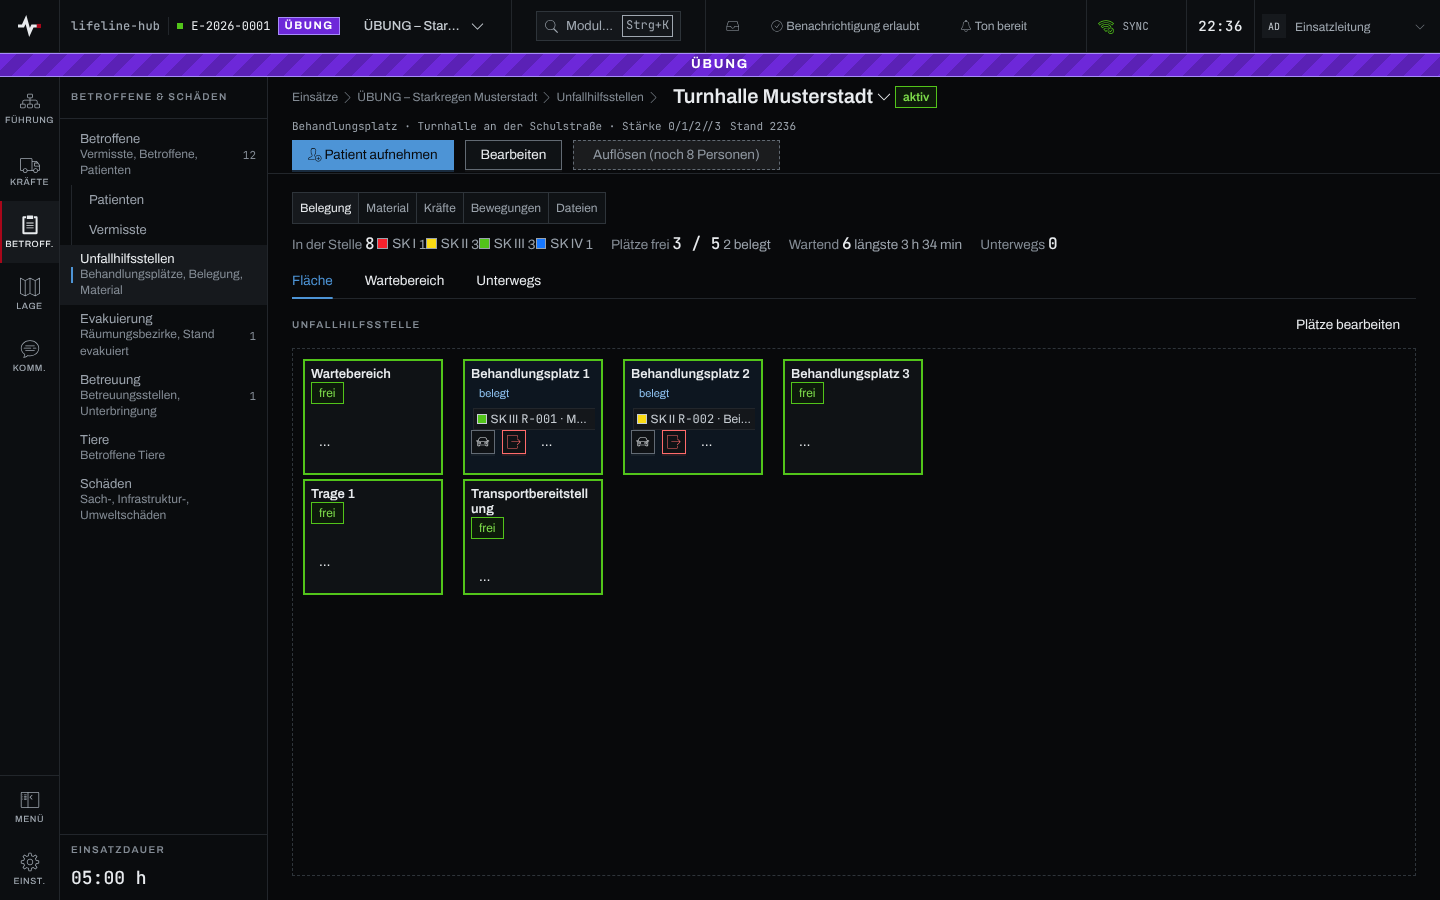 lifeline-hub E-2026-0001 ÜBUNG ÜBUNG – Star... Modul... Strg+K Benachrichtigung erlaubt Ton bereit SYNC 22:36 AD Einsatzleitung
ÜBUNG
FÜHRUNG
KRÄFTE
BETROFF.
LAGE
KOMM.
MENÜ
EINST.
BETROFFENE & SCHÄDEN
Betroffene
Vermisste, Betroffene,
Patienten
12
Patienten
Vermisste
Unfallhilfsstellen
Behandlungsplätze, Belegung,
Material
Evakuierung
Räumungsbezirke, Stand
evakuiert
1
Betreuung
Betreuungsstellen,
Unterbringung
1
Tiere
Betroffene Tiere
Schäden
Sach-, Infrastruktur-,
Umweltschäden
EINSATZDAUER
05:00 h
Einsätze ÜBUNG – Starkregen Musterstadt Unfallhilfsstellen Turnhalle Musterstadt aktiv
Behandlungsplatz · Turnhalle an der Schulstraße · Stärke 0/1/2//3 Stand 2236
Patient aufnehmen Bearbeiten Auflösen (noch 8 Personen)
Belegung Material Kräfte Bewegungen Dateien
In der Stelle 8 SK I 1 SK II 3 SK III 3 SK IV 1 Plätze frei 3 / 5 2 belegt Wartend 6 längste 3 h 34 min Unterwegs 0
Fläche Wartebereich Unterwegs
UNFALLHILFSSTELLE Plätze bearbeiten
Wartebereich
frei
...
Behandlungsplatz 1
belegt
SK III R-001 · M...
...
Behandlungsplatz 2
belegt
SK II R-002 · Bei...
...
Behandlungsplatz 3
frei
...
Trage 1
frei
...
Transportbereitstell
ung
frei
...